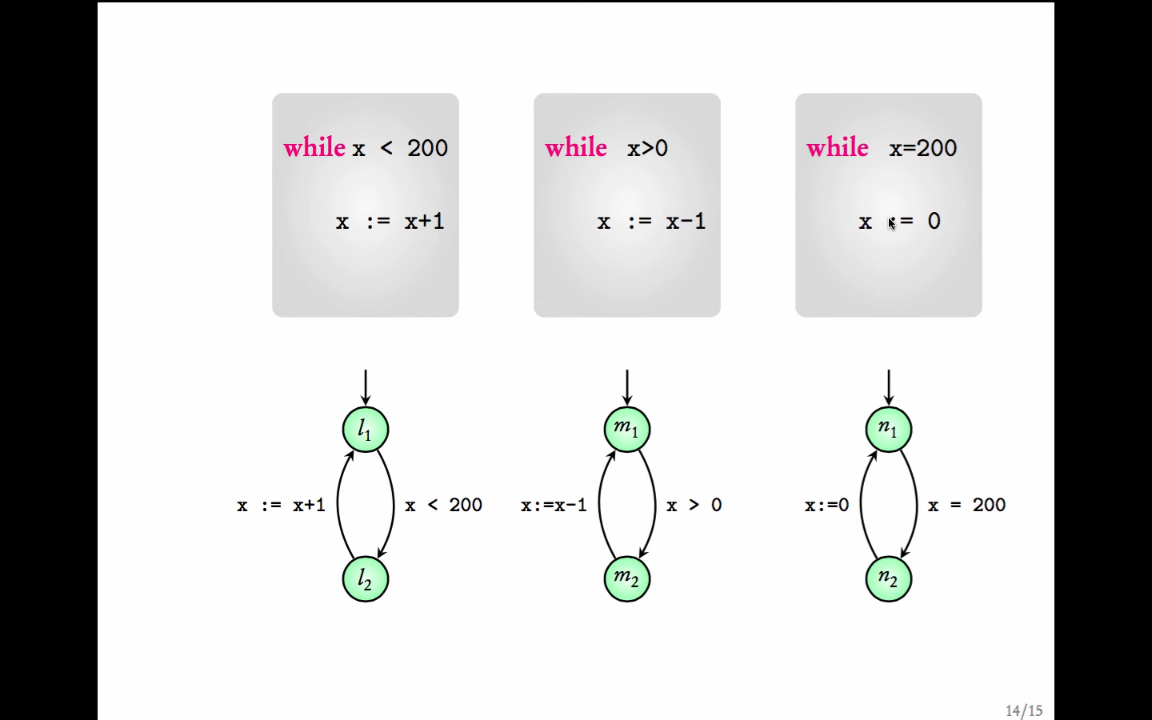 while x < 200
x := x+1
while x>0
x := x-1
while x=200
x := 0
l1
x := x+1
x < 200
l2
m1
x:=x-1
x > 0
m2
n1
x:=0
x = 200
n2
14/15